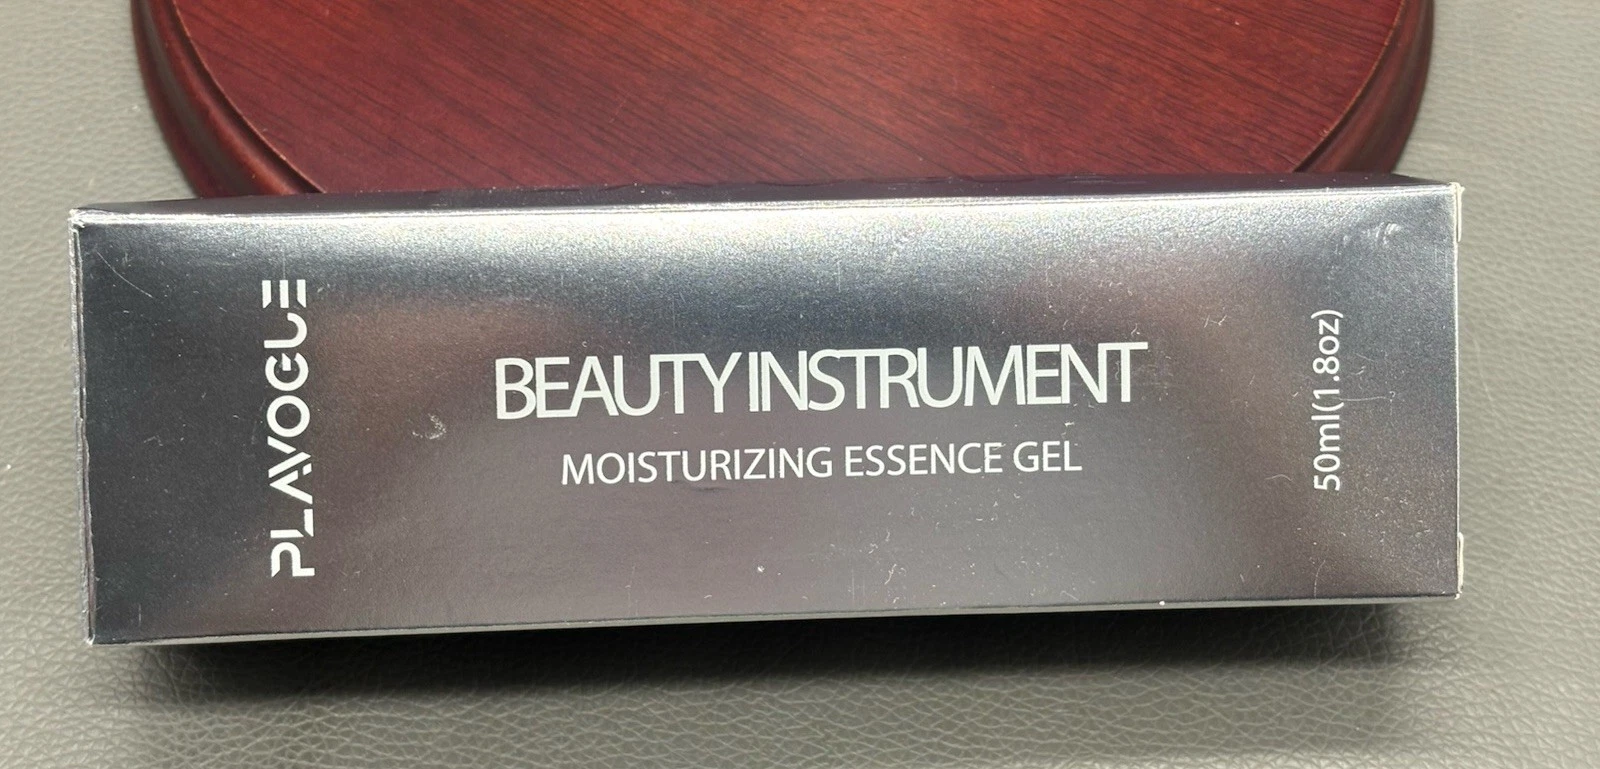 PLAVOGUE
BEAUTY INSTRUMENT
MOISTURIZING ESSENCE GEL
50ml(1.8oz)